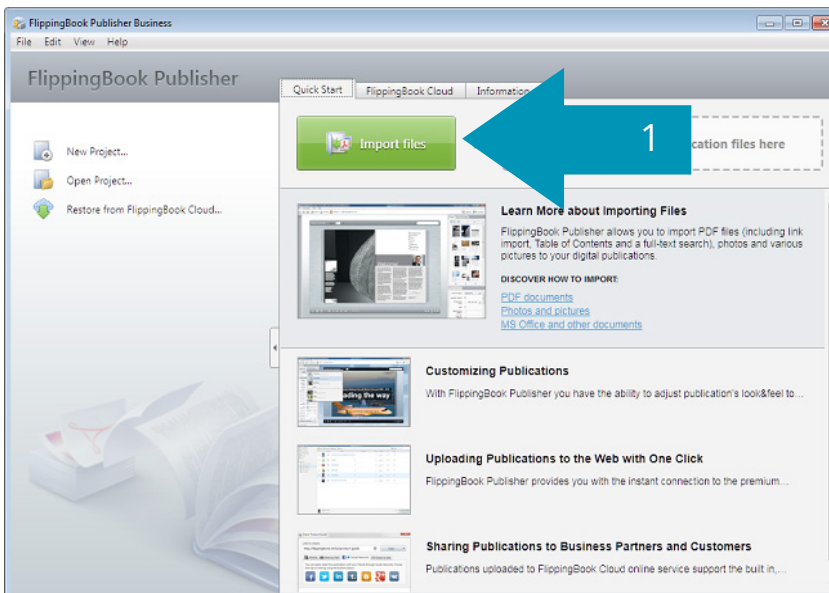 FlippingBook Publisher Business
File Edit View Help
FlippingBook Publisher
Quick Start FlippingBook Cloud Information
Import files
1
cation files here
New Project...
Open Project...
Restore from FlippingBook Cloud...
Learn More about Importing Files
FlippingBook Publisher allows you to import PDF files (including link
import, Table of Contents and a full-text search), photos and various
pictures to your digital publications.
DISCOVER HOW TO IMPORT:
PDF documents
Photos and pictures
MS Office and other documents
Customizing Publications
ading the way
With FlippingBook Publisher you have the ability to adjust publication's look&feel to...
Uploading Publications to the Web with One Click
FlippingBook Publisher provides you with the instant connection to the premium...
Sharing Publications to Business Partners and Customers
Publications uploaded to FlippingBook Cloud online service support the built in,...